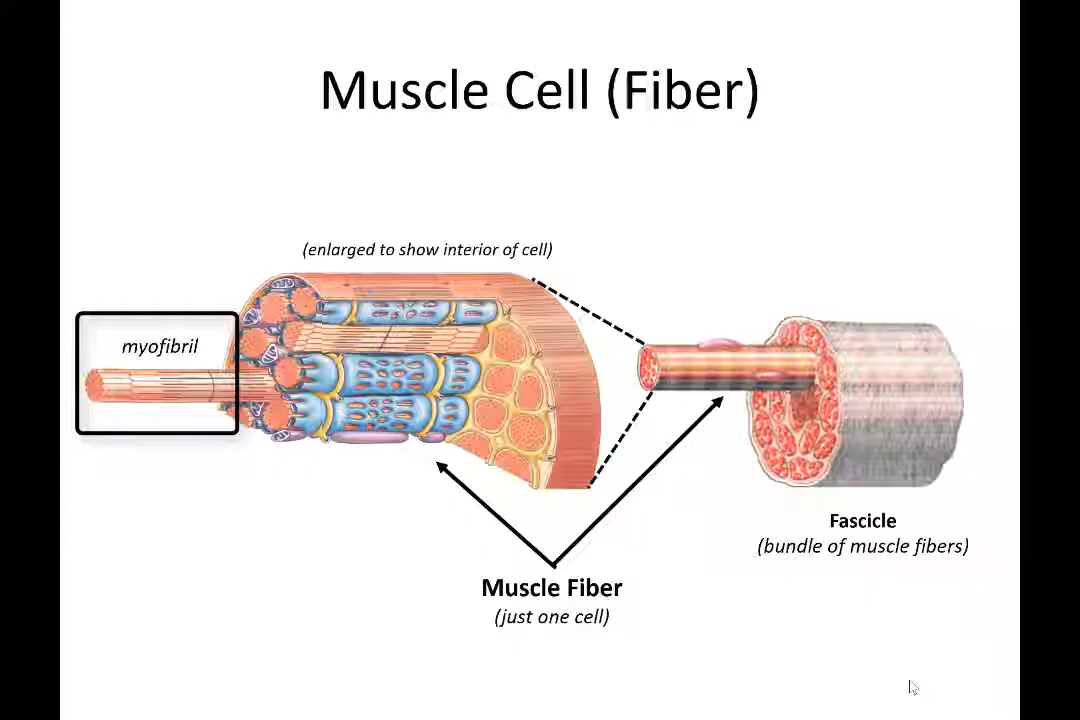 Muscle Cell (Fiber)
(enlarged to show interior of cell)
myofibril
Fascicle
(bundle of muscle fibers)
Muscle Fiber
(just one cell)